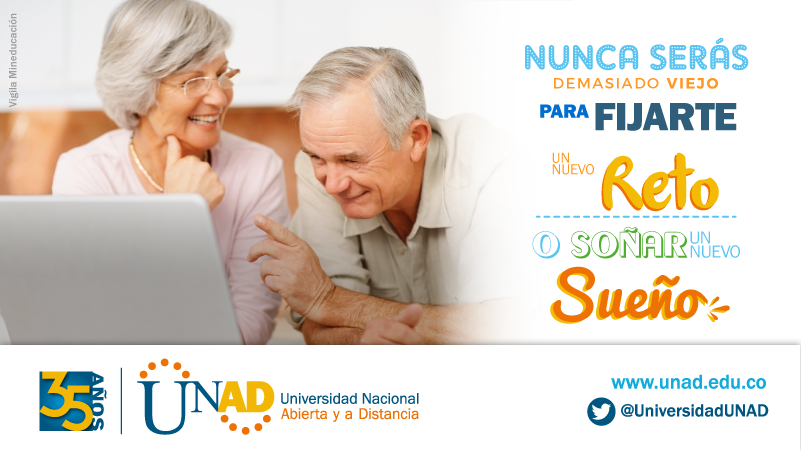 Vigila Mineducación
NUNCA SERÁS
DEMASIADO VIEJO
PARA FIJARTE
UN
NUEVO Reto
O SOÑAR UN
NUEVO
Sueño
35
AÑOS
UNAD
Universidad Nacional
Abierta y a Distancia
www.unad.edu.co
@UniversidadUNAD